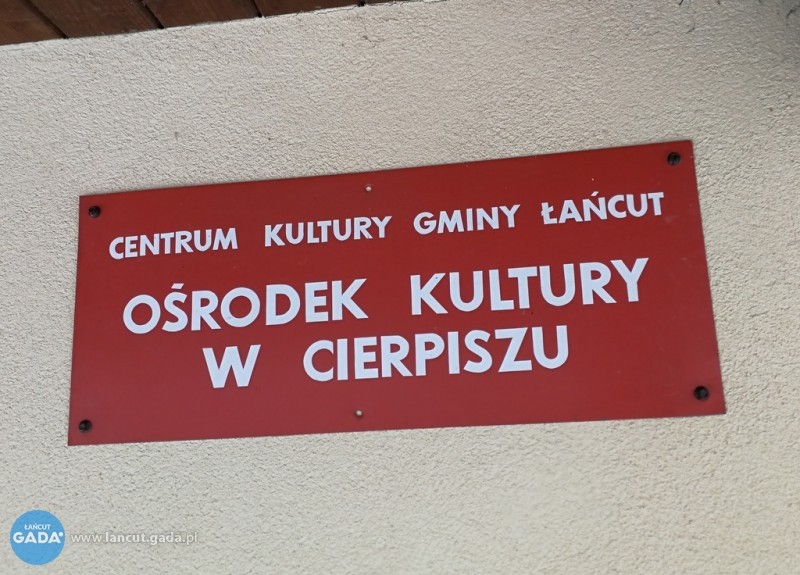 CENTRUM KULTURY GMINY ŁAŃCUT
OŚRODEK KULTURY
W CIERPISZU
ŁAŃCUT
GADA
www.lancut.gada.pl